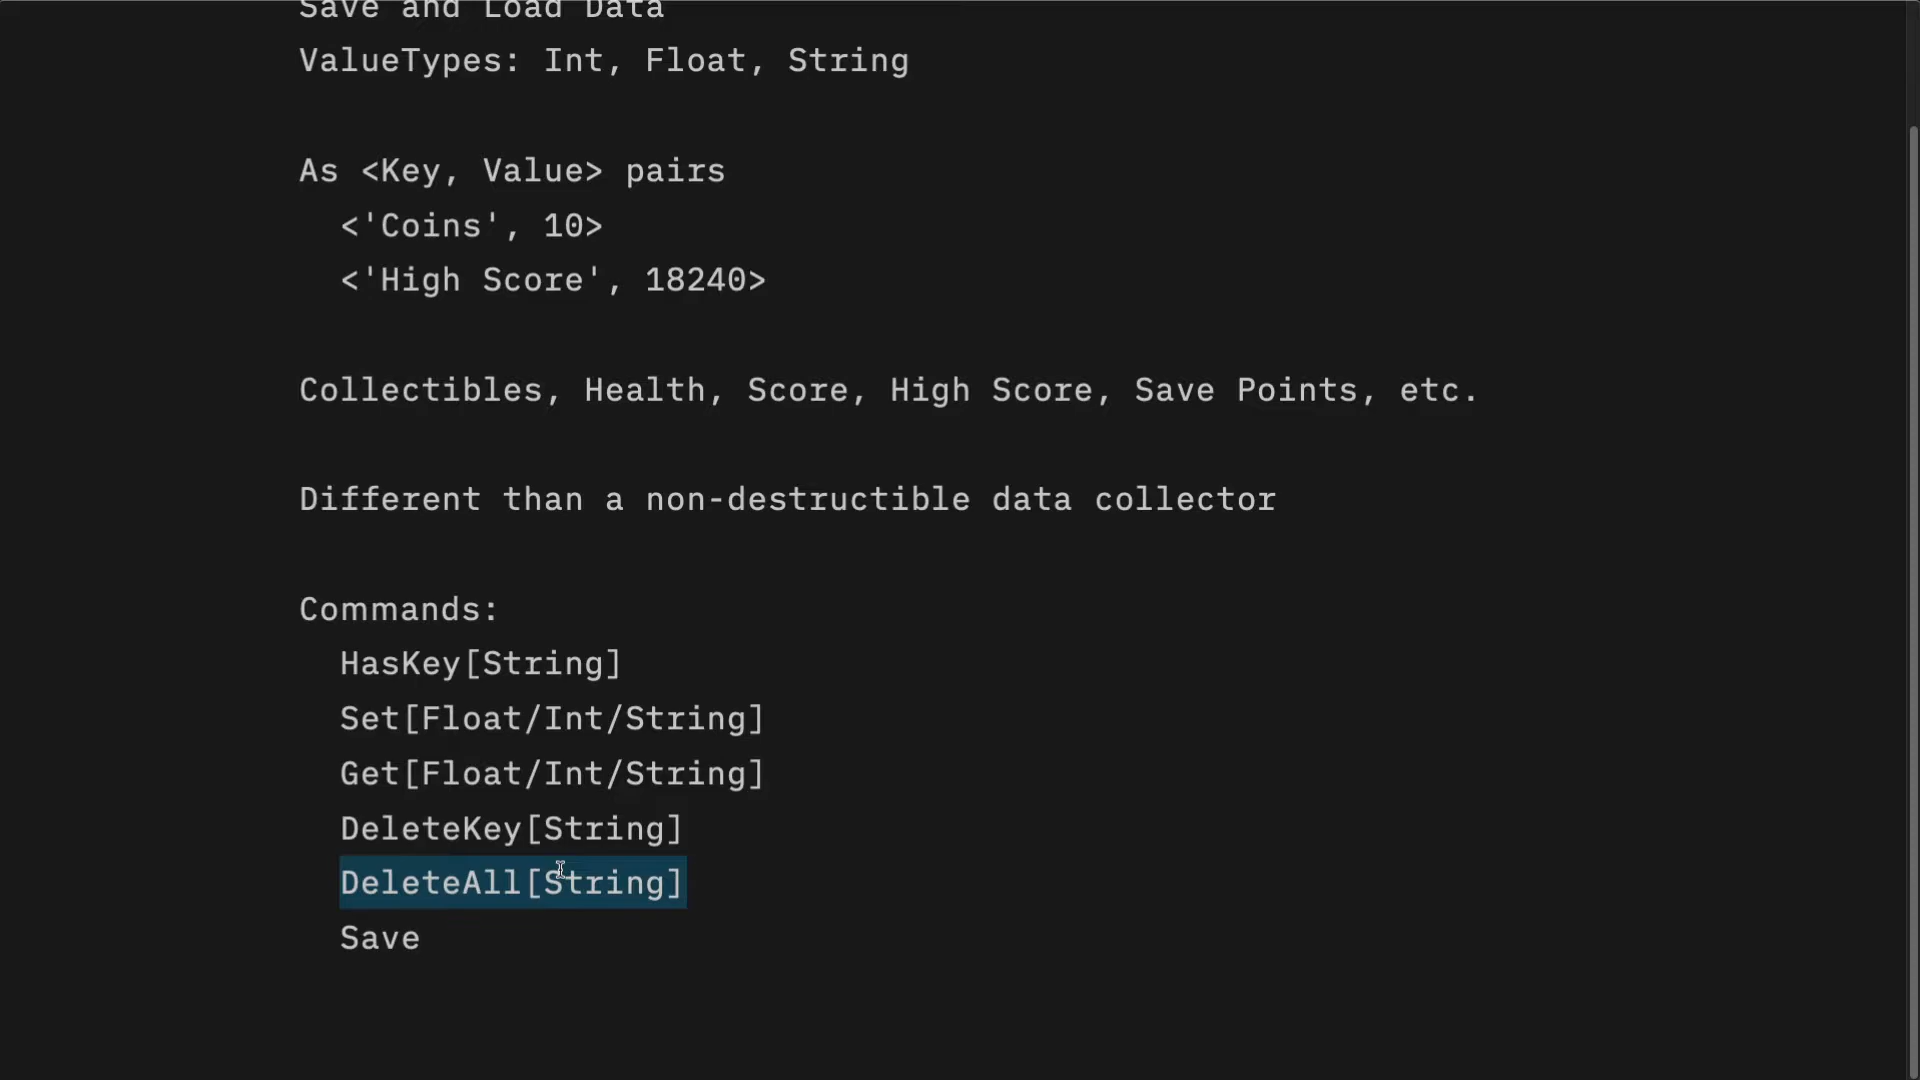 Save and Load Data
ValueTypes: Int, Float, String
As <Key, Value> pairs
<'Coins', 10>
<'High Score', 18240>
Collectibles, Health, Score, High Score, Save Points, etc.
Different than a non-destructible data collector
Commands:
HasKey[String]
Set[Float/Int/String]
Get[Float/Int/String]
DeleteKey[String]
DeleteAll[String]
Save